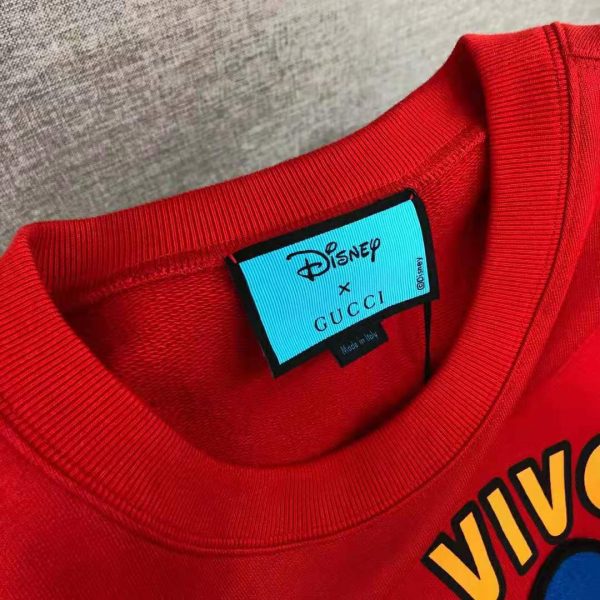 Disney
x
GUCCI
©Disney
Made in Italy
VIVO